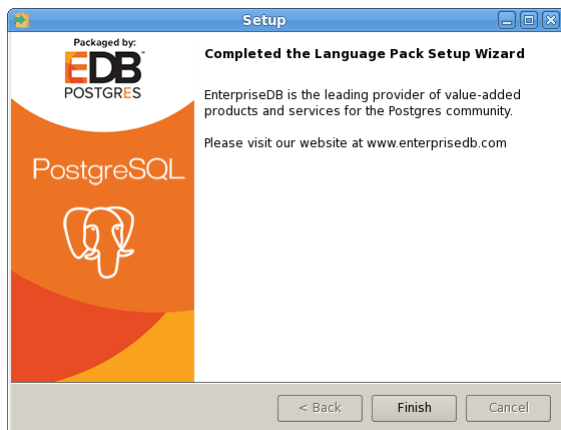 Setup
Packaged by:
EDB
POSTGRES
PostgreSQL
Completed the Language Pack Setup Wizard
EnterpriseDB is the leading provider of value-added
products and services for the Postgres community.
Please visit our website at www.enterprisedb.com
< Back
Finish
Cancel